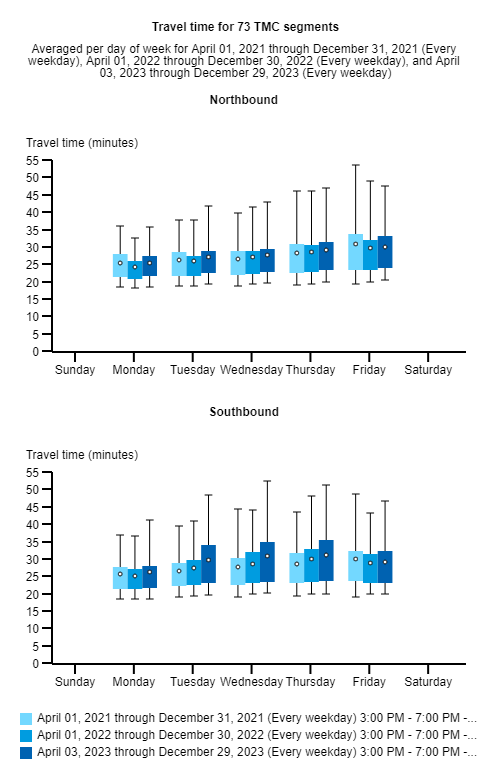 Travel time for 73 TMC segments
Averaged per day of week for April 01, 2021 through December 31, 2021 (Every
weekday), April 01, 2022 through December 30, 2022 (Every weekday), and April
03, 2023 through December 29, 2023 (Every weekday)
Northbound
Travel time (minutes)
55
50
45
40
35
30
25
20
15
10
5
0
Sunday Monday Tuesday Wednesday Thursday Friday Saturday
Southbound
Travel time (minutes)
55
50
45
40
35
30
25
20
15
10
5
0
Sunday Monday Tuesday Wednesday Thursday Friday Saturday
April 01, 2021 through December 31, 2021 (Every weekday) 3:00 PM - 7:00 PM -...
April 01, 2022 through December 30, 2022 (Every weekday) 3:00 PM - 7:00 PM -...
April 03, 2023 through December 29, 2023 (Every weekday) 3:00 PM - 7:00 PM -...